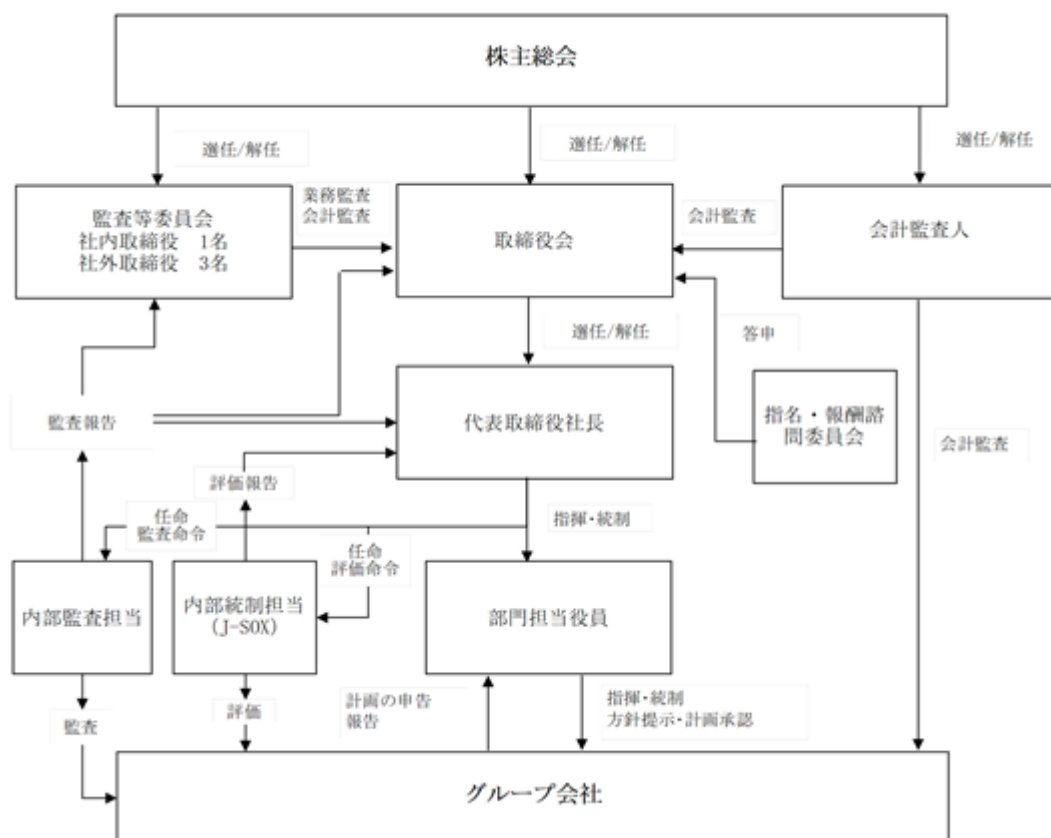 株主総会
選任/解任
選任/解任
選任/解任
監査等委員会
社内取締役 1名
社外取締役 3名
業務監査
会計監査
取締役会
会計監査
会計監査人
選任/解任
答申
監査報告
代表取締役社長
指名・報酬諮
問委員会
会計監査
評価報告
任命
監査命令
指揮・統制
任命
評価命令
内部監査担当
内部統制担当
(J-SOX)
部門担当役員
監査
評価
計画の申告
報告
指揮・統制
方針提示・計画承認
グループ会社